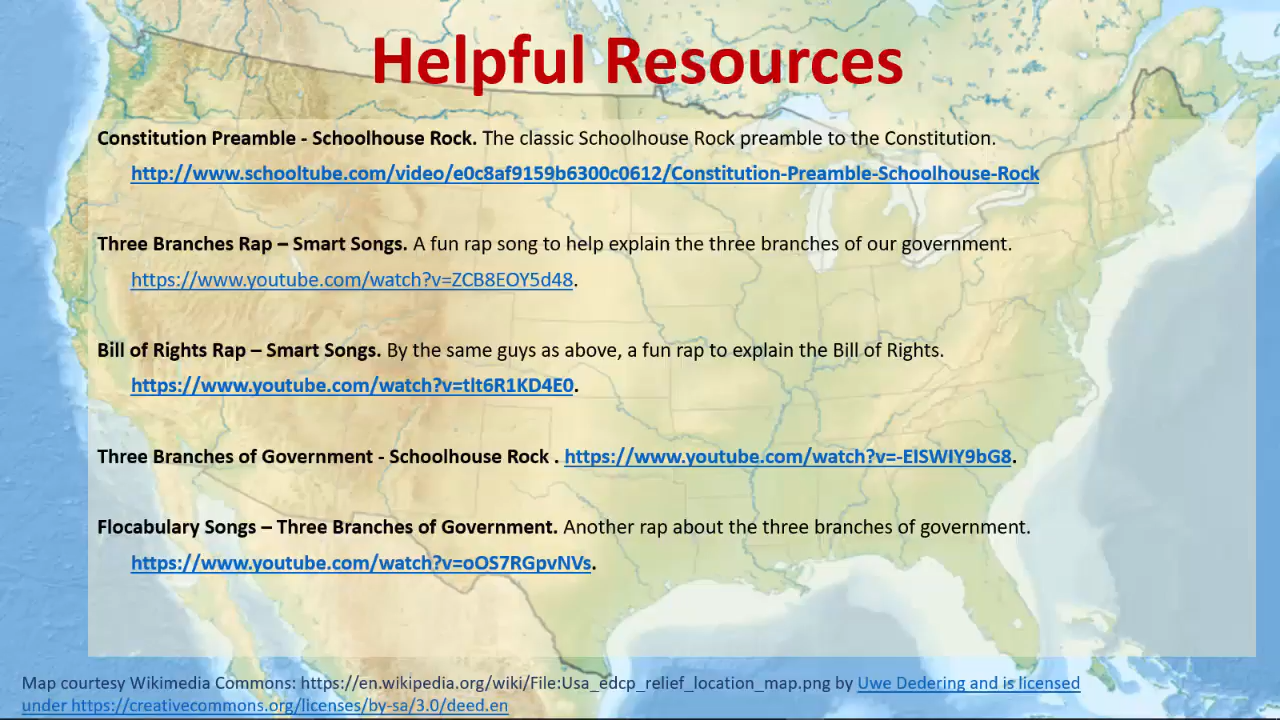 Helpful Resources
Constitution Preamble - Schoolhouse Rock. The classic Schoolhouse Rock preamble to the Constitution.
http://www.schooltube.com/video/e0c8af9159b6300c0612/Constitution-Preamble-Schoolhouse-Rock
Three Branches Rap – Smart Songs. A fun rap song to help explain the three branches of our government.
https://www.youtube.com/watch?v=ZCB8EOY5d48.
Bill of Rights Rap – Smart Songs. By the same guys as above, a fun rap to explain the Bill of Rights.
https://www.youtube.com/watch?v=tlt6R1KD4E0.
Three Branches of Government - Schoolhouse Rock . https://www.youtube.com/watch?v=-EISWIY9bG8.
Flocabulary Songs – Three Branches of Government. Another rap about the three branches of government.
https://www.youtube.com/watch?v=oOS7RGpvNVs.
Map courtesy Wikimedia Commons: https://en.wikipedia.org/wiki/File:Usa_edcp_relief_location_map.png by Uwe Dedering and is licensed
under https://creativecommons.org/licenses/by-sa/3.0/deed.en